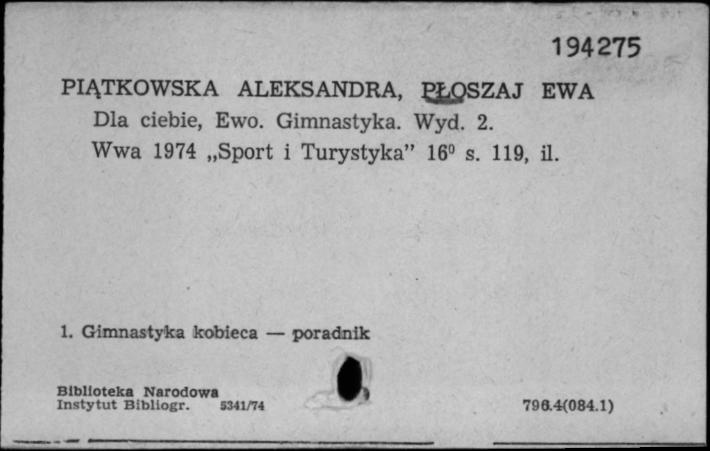 194275
PIĄTKOWSKA ALEKSANDRA, PŁOSZAJ EWA
Dla ciebie, Ewo. Gimnastyka. Wyd. 2.
Wwa 1974 „Sport i Turystyka” 16⁰ s. 119, il.
1. Gimnastyka kobieca — poradnik
Biblioteka Narodowa
Instytut Bibliogr. 5341/74 796.4(084.1)